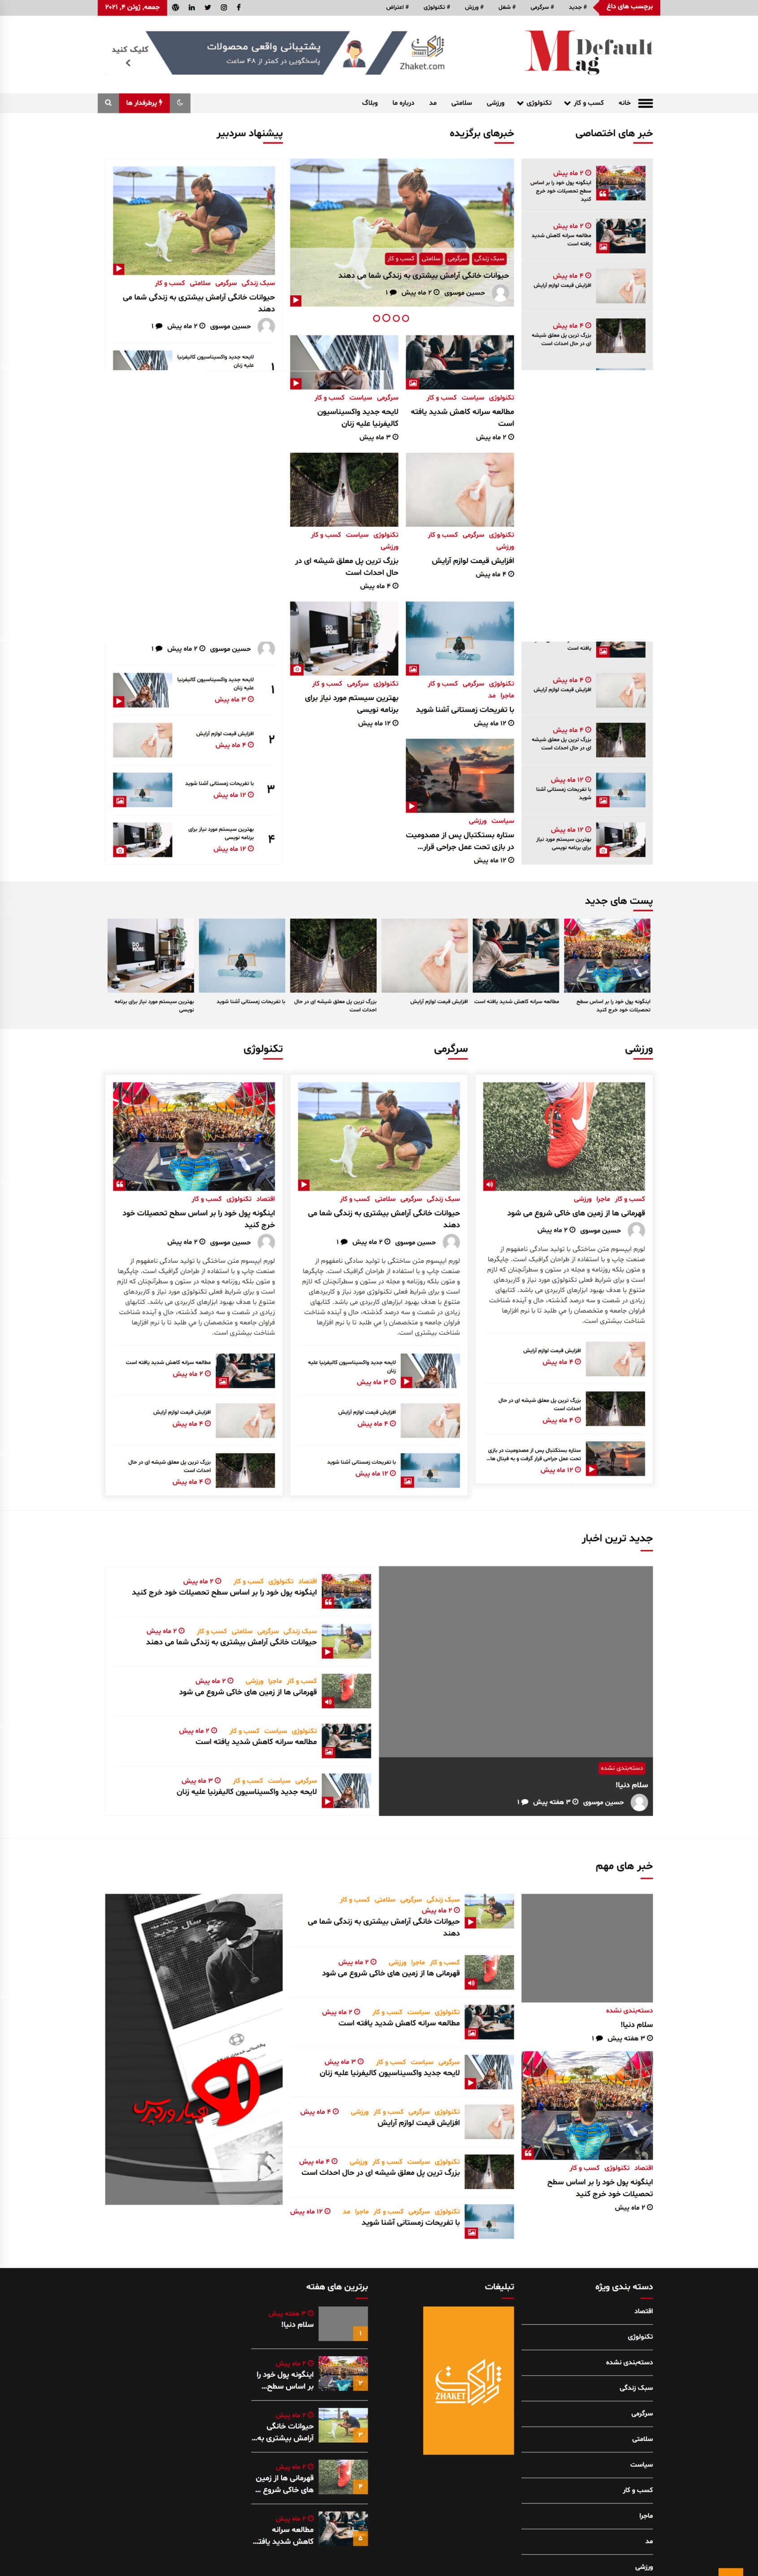 برچسب های داغ
# جدید
# سرگرمی
# شغل
# ورزش
# تکنولوژی
# اعتراض
جمعه, ژوئن ۴, ۲۰۲۱
M Default
ag
پشتیبانی واقعی محصولات
پاسخگویی در کمتر از ۴۸ ساعت
Zhaket.com
کلیک کنید
خانه
کسب و کار
تکنولوژی
ورزشی
سلامتی
مد
درباره ما
وبلاگ
پرطرفدار ها
خبر های اختصاصی
۲ ماه پیش
اینگونه پول خود را بر اساس
سطح تحصیلات خود خرج
کنید
۲ ماه پیش
مطالعه سرانه کاهش شدید
یافته است
۴ ماه پیش
افزایش قیمت لوازم آرایش
۴ ماه پیش
بزرگ ترین پل معلق شیشه
ای در حال احداث است
یافته است
۴ ماه پیش
افزایش قیمت لوازم آرایش
۴ ماه پیش
بزرگ ترین پل معلق شیشه
ای در حال احداث است
۱۲ ماه پیش
با تفریحات زمستانی آشنا
شوید
۱۲ ماه پیش
بهترین سیستم مورد نیاز
برای برنامه نویسی
خبرهای برگزیده
سبک زندگی سرگرمی سلامتی کسب و کار
حیوانات خانگی آرامش بیشتری به زندگی شما می دهند
حسین موسوی ۲ ماه پیش ۱
تکنولوژی سیاست کسب و کار
مطالعه سرانه کاهش شدید یافته
است
۲ ماه پیش
سرگرمی سیاست کسب و کار
لایحه جدید واکسیناسیون
کالیفرنیا علیه زنان
۳ ماه پیش
تکنولوژی سرگرمی کسب و کار
ورزشی
افزایش قیمت لوازم آرایش
۴ ماه پیش
تکنولوژی سیاست کسب و کار
ورزشی
بزرگ ترین پل معلق شیشه ای در
حال احداث است
۴ ماه پیش
تکنولوژی سرگرمی کسب و کار
ماجرا مد
با تفریحات زمستانی آشنا شوید
۱۲ ماه پیش
تکنولوژی سرگرمی کسب و کار
بهترین سیستم مورد نیاز برای
برنامه نویسی
۱۲ ماه پیش
سیاست ورزشی
ستاره بسکتبال پس از مصدومیت
در بازی تحت عمل جراحی قرار...
۱۲ ماه پیش
پیشنهاد سردبیر
سبک زندگی سرگرمی سلامتی کسب و کار
حیوانات خانگی آرامش بیشتری به زندگی شما می
دهند
حسین موسوی ۲ ماه پیش ۱
۱
لایحه جدید واکسیناسیون کالیفرنیا
علیه زنان
حسین موسوی ۲ ماه پیش ۱
۱
لایحه جدید واکسیناسیون کالیفرنیا
علیه زنان
۳ ماه پیش
۲
افزایش قیمت لوازم آرایش
۴ ماه پیش
۳
با تفریحات زمستانی آشنا شوید
۱۲ ماه پیش
۴
بهترین سیستم مورد نیاز برای
برنامه نویسی
۱۲ ماه پیش
پست های جدید
اینگونه پول خود را بر اساس سطح
تحصیلات خود خرج کنید
مطالعه سرانه کاهش شدید یافته است
افزایش قیمت لوازم آرایش
بزرگ ترین پل معلق شیشه ای در حال
احداث است
با تفریحات زمستانی آشنا شوید
بهترین سیستم مورد نیاز برای برنامه
نویسی
ورزشی
کسب و کار ماجرا ورزشی
قهرمانی ها از زمین های خاکی شروع می شود
حسین موسوی ۲ ماه پیش
لورم ایپسوم متن ساختگی با تولید سادگی نامفهوم از
صنعت چاپ و با استفاده از طراحان گرافیک است. چاپگرها
و متون بلکه روزنامه و مجله در ستون و سطرآنچنان که لازم
است و برای شرایط فعلی تکنولوژی مورد نیاز و کاربردهای
متنوع با هدف بهبود ابزارهای کاربردی می باشد. کتابهای
زیادی در شصت و سه درصد گذشته، حال و آینده شناخت
فراوان جامعه و متخصصان را می طلبد تا با نرم افزارها
شناخت بیشتری است.
افزایش قیمت لوازم آرایش
۴ ماه پیش
بزرگ ترین پل معلق شیشه ای در حال
احداث است
۴ ماه پیش
ستاره بسکتبال پس از مصدومیت در بازی
تحت عمل جراحی قرار گرفت و به فینال ها...
۱۲ ماه پیش
سرگرمی
سبک زندگی سرگرمی سلامتی کسب و کار
حیوانات خانگی آرامش بیشتری به زندگی شما می
دهند
حسین موسوی ۲ ماه پیش ۱
لورم ایپسوم متن ساختگی با تولید سادگی نامفهوم از
صنعت چاپ و با استفاده از طراحان گرافیک است. چاپگرها
و متون بلکه روزنامه و مجله در ستون و سطرآنچنان که لازم
است و برای شرایط فعلی تکنولوژی مورد نیاز و کاربردهای
متنوع با هدف بهبود ابزارهای کاربردی می باشد. کتابهای
زیادی در شصت و سه درصد گذشته، حال و آینده شناخت
فراوان جامعه و متخصصان را می طلبد تا با نرم افزارها
شناخت بیشتری است.
لایحه جدید واکسیناسیون کالیفرنیا علیه
زنان
۳ ماه پیش
افزایش قیمت لوازم آرایش
۴ ماه پیش
با تفریحات زمستانی آشنا شوید
۱۲ ماه پیش
تکنولوژی
اقتصاد تکنولوژی کسب و کار
اینگونه پول خود را بر اساس سطح تحصیلات خود
خرج کنید
حسین موسوی ۲ ماه پیش
لورم ایپسوم متن ساختگی با تولید سادگی نامفهوم از
صنعت چاپ و با استفاده از طراحان گرافیک است. چاپگرها
و متون بلکه روزنامه و مجله در ستون و سطرآنچنان که لازم
است و برای شرایط فعلی تکنولوژی مورد نیاز و کاربردهای
متنوع با هدف بهبود ابزارهای کاربردی می باشد. کتابهای
زیادی در شصت و سه درصد گذشته، حال و آینده شناخت
فراوان جامعه و متخصصان را می طلبد تا با نرم افزارها
شناخت بیشتری است.
مطالعه سرانه کاهش شدید یافته است
۲ ماه پیش
افزایش قیمت لوازم آرایش
۴ ماه پیش
بزرگ ترین پل معلق شیشه ای در حال
احداث است
۴ ماه پیش
جدید ترین اخبار
دسته‌بندی نشده
سلام دنیا!
حسین موسوی ۳ هفته پیش ۱
اقتصاد تکنولوژی کسب و کار ۲ ماه پیش
اینگونه پول خود را بر اساس سطح تحصیلات خود خرج کنید
سبک زندگی سرگرمی سلامتی کسب و کار ۲ ماه پیش
حیوانات خانگی آرامش بیشتری به زندگی شما می دهند
کسب و کار ماجرا ورزشی ۲ ماه پیش
قهرمانی ها از زمین های خاکی شروع می شود
تکنولوژی سیاست کسب و کار ۲ ماه پیش
مطالعه سرانه کاهش شدید یافته است
سرگرمی سیاست کسب و کار ۳ ماه پیش
لایحه جدید واکسیناسیون کالیفرنیا علیه زنان
خبر های مهم
دسته‌بندی نشده
سلام دنیا!
۳ هفته پیش ۱
اقتصاد تکنولوژی کسب و کار
اینگونه پول خود را بر اساس سطح
تحصیلات خود خرج کنید
۲ ماه پیش
سبک زندگی سرگرمی سلامتی کسب و کار
۲ ماه پیش
حیوانات خانگی آرامش بیشتری به زندگی شما می
دهند
کسب و کار ماجرا ورزشی ۲ ماه پیش
قهرمانی ها از زمین های خاکی شروع می شود
تکنولوژی سیاست کسب و کار ۲ ماه پیش
مطالعه سرانه کاهش شدید یافته است
سرگرمی سیاست کسب و کار ۳ ماه پیش
لایحه جدید واکسیناسیون کالیفرنیا علیه زنان
تکنولوژی سرگرمی کسب و کار ورزشی ۴ ماه پیش
افزایش قیمت لوازم آرایش
تکنولوژی سیاست کسب و کار ورزشی ۴ ماه پیش
بزرگ ترین پل معلق شیشه ای در حال احداث است
تکنولوژی سرگرمی کسب و کار ماجرا مد ۱۲ ماه پیش
با تفریحات زمستانی آشنا شوید
سال جدید
همیار وردپرس
دسته بندی ویژه
اقتصاد
تکنولوژی
دسته‌بندی نشده
سبک زندگی
سرگرمی
سلامتی
سیاست
کسب و کار
ماجرا
مد
ورزشی
تبلیغات
ژاکت
ZHAKET
برترین های هفته
۳ هفته پیش
سلام دنیا!
۱
۲ ماه پیش
اینگونه پول خود را
بر اساس سطح...
۲
۲ ماه پیش
حیوانات خانگی
آرامش بیشتری به...
۳
۲ ماه پیش
قهرمانی ها از زمین
های خاکی شروع ...
۴
۲ ماه پیش
مطالعه سرانه
کاهش شدید یافت...
۵